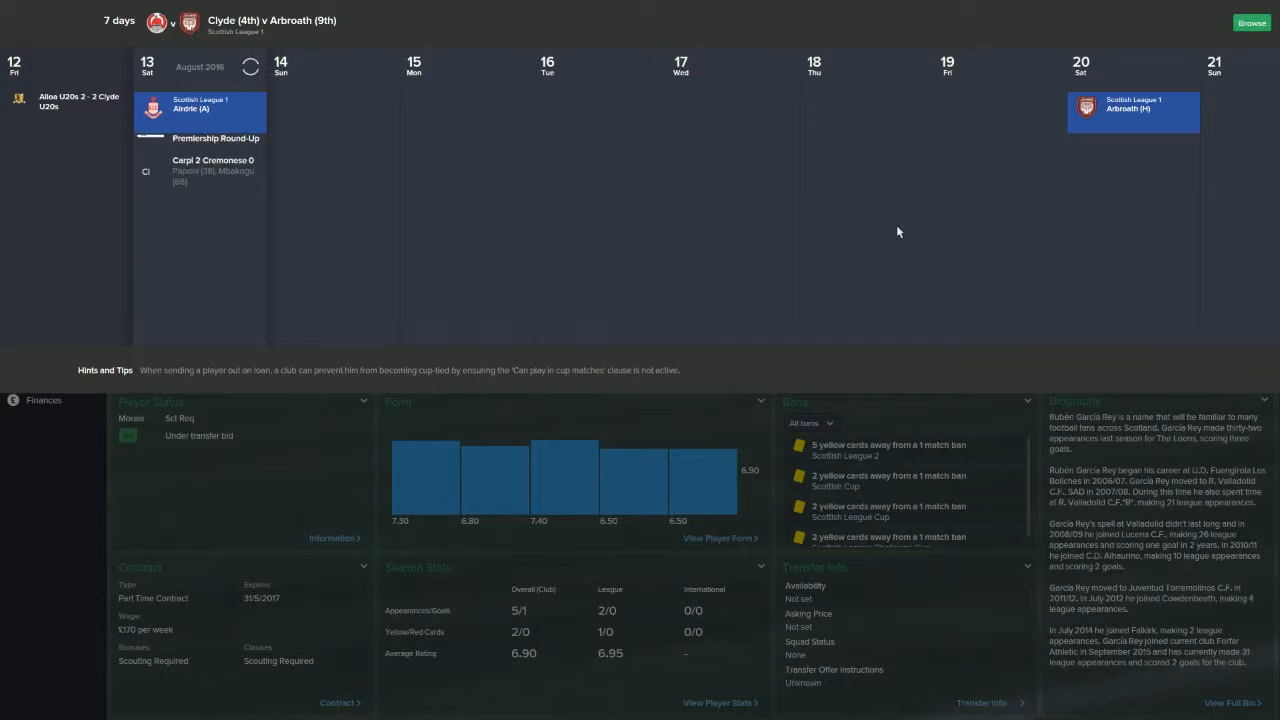 7 days
v
Clyde (4th) v Arbroath (9th)
Scottish League 1
Browse
12
Fri
13
Sat
August 2016
14
Sun
15
Mon
16
Tue
17
Wed
18
Thu
19
Fri
20
Sat
21
Sun
Alloa U20s 2 - 2 Clyde
U20s
Scottish League 1
Airdrie (A)
Premiership Round-Up
CI
Carpi 2 Cremonese 0
Paponi (38), Mbakogu
(66)
Scottish League 1
Arbroath (H)
Hints and Tips
When sending a player out on loan, a club can prevent him from becoming cup-tied by ensuring the 'Can play in cup matches' clause is not active.
Finances
Player Status
Morale
Sct Req
Under transfer bid
Information
Form
6.90
7.30
6.80
7.40
6.50
6.50
View Player Form
Bans
All bans
5 yellow cards away from a 1 match ban
Scottish League 2
2 yellow cards away from a 1 match ban
Scottish Cup
2 yellow cards away from a 1 match ban
Scottish League Cup
2 yellow cards away from a 1 match ban
Scottish League Challenge Cup
Biography
Rubén García Rey is a name that will be familiar to many
football fans across Scotland. García Rey made thirty-two
appearances last season for The Loons, scoring three
goals.
Rubén García Rey began his career at U.D. Fuengirola Los
Boliches in 2006/07. García Rey moved to R. Valladolid
C.F., SAD in 2007/08. During this time he also spent time
at R. Valladolid C.F."B", making 21 league appearances.
García Rey's spell at Valladolid didn't last long and in
2008/09 he joined Lucena C.F., making 26 league
appearances and scoring one goal in 2 years. In 2010/11
he joined C.D. Alhaurino, making 10 league appearances
and scoring 2 goals.
García Rey moved to Juventud Torremolinos C.F. in
2011/12. In July 2012 he joined Cowdenbeath, making 4
league appearances.
In July 2014 he joined Falkirk, making 2 league
appearances. García Rey joined current club Forfar
Athletic in September 2015 and has currently made 31
league appearances and scored 2 goals for the club.
View Full Bio
Contract
Type
Part Time Contract
Expires
31/5/2017
Wage
£170 per week
Bonuses
Scouting Required
Clauses
Scouting Required
Contract
Season Stats
Overall (Club)
League
International
Appearances/Goals
5/1
2/0
0/0
Yellow/Red Cards
2/0
1/0
0/0
Average Rating
6.90
6.95
-
View Player Stats
Transfer Info
Availability
Not set
Asking Price
Not set
Squad Status
None
Transfer Offer Instructions
Unknown
Transfer Info